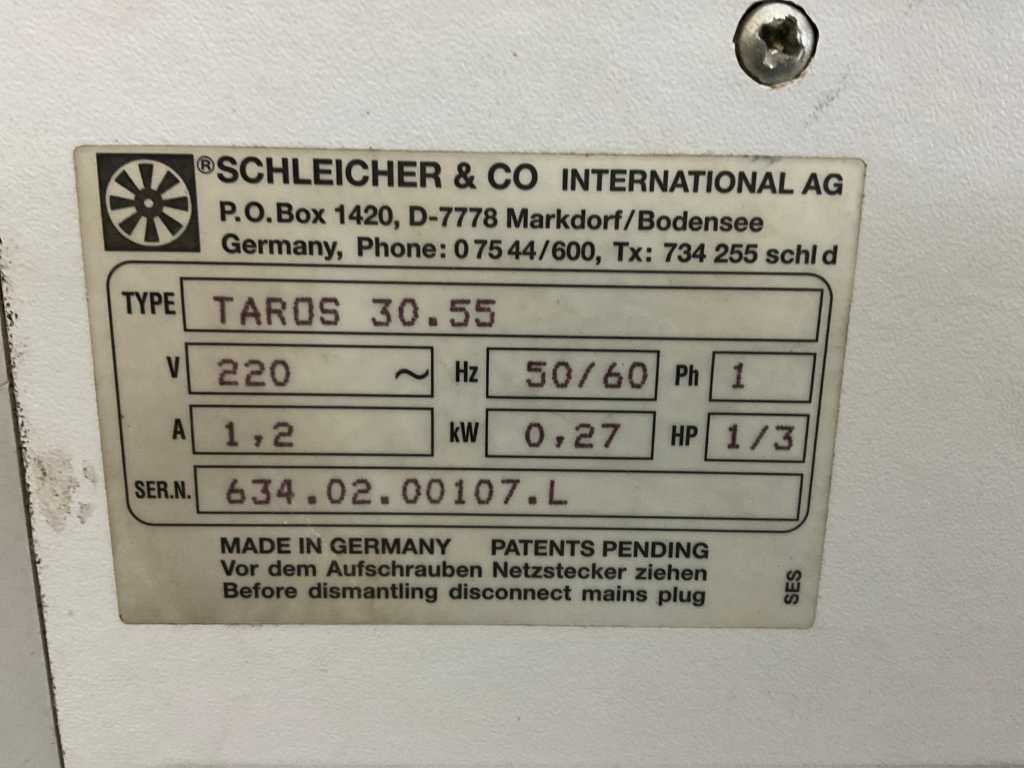 ® SCHLEICHER & CO INTERNATIONAL AG
P.O.Box 1420, D-7778 Markdorf/Bodensee
Germany, Phone: 0 75 44/600, Tx: 734 255 schl d
TYPE TAROS 30.55
V 220 ~ Hz 50/60 Ph 1
A 1,2 kW 0,27 HP 1/3
SER.N. 634.02.00107.L
MADE IN GERMANY PATENTS PENDING
Vor dem Aufschrauben Netzstecker ziehen
Before dismantling disconnect mains plug
SES